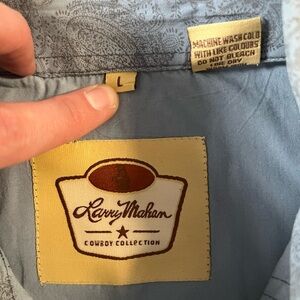 MACHINE WASH COLD
WITH LIKE COLOURS
DO NOT BLEACH
LINE DRY
L
Larry Mahan
COWBOY COLLECTION